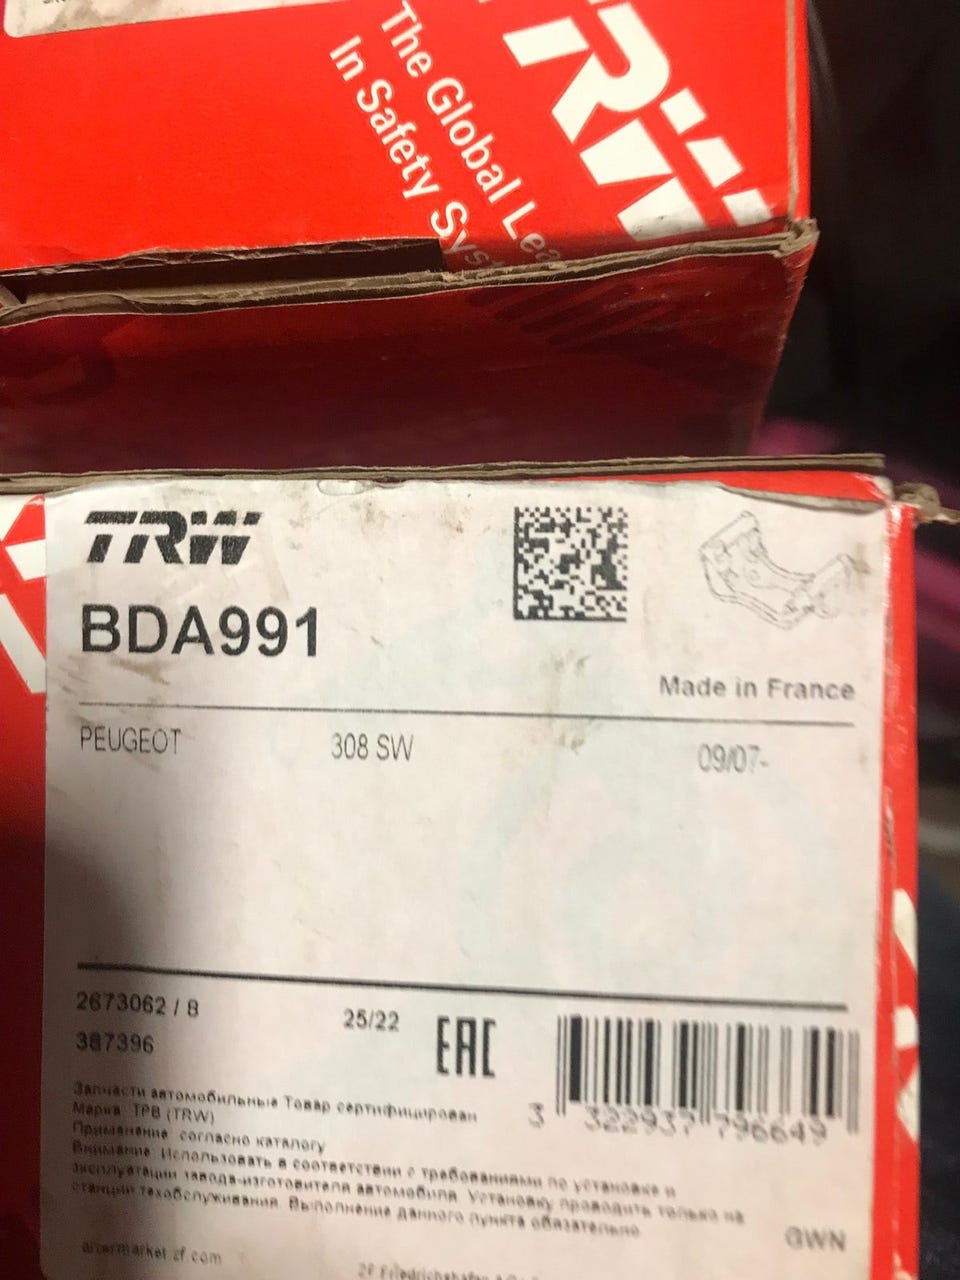 TRW
The Global Lea
In Safety Syst
TRW
BDA991
Made in France
PEUGEOT 308 SW 09/07-
2673062 / 8 25/22
387396
EAC
3 322937 796649
Запчасти автомобильные Товар сертифицирован
Марка: ТРВ (TRW)
Применение: согласно каталогу
Внимание: Использовать в соответствии с требованиями по установке и
эксплуатации завода-изготовителя автомобиля. Установку проводить только на
станции техобслуживания. Выполнение данного пункта обязательно.
GWN
aftermarket.zf.com
ZF Friedrichshafen